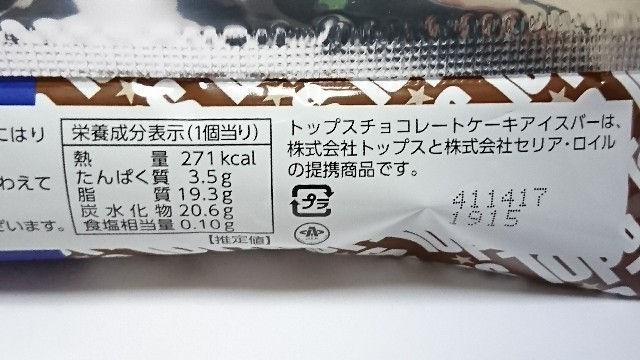 にはり
わえて
ざいます。
栄養成分表示(1個当り)
熱量 271kcal
たんぱく質 3.5g
脂質 19.3g
炭水化物 20.6g
食塩相当量 0.10g
【推定値】
トップスチョコレートケーキアイスバーは、
株式会社トップスと株式会社セリア・ロイル
の提携商品です。
プラ
411417
1915
TOP